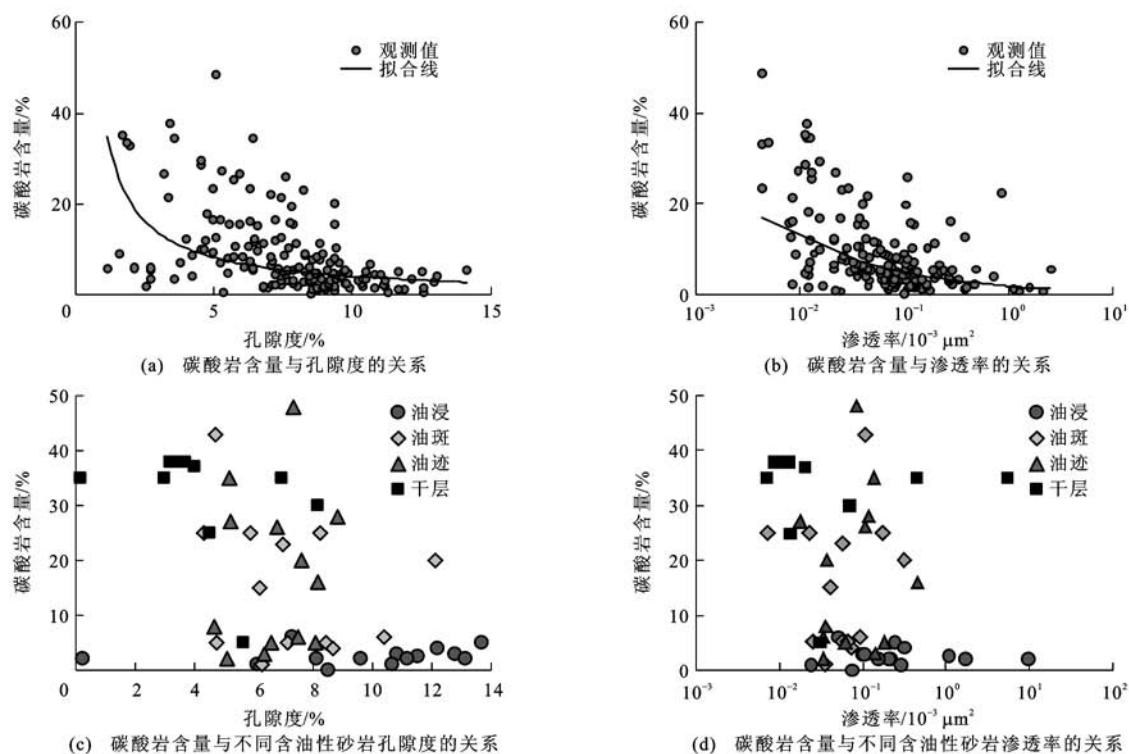 60
40
20
0
碳酸岩含量/%
观测值
拟合线
0
5
10
15
孔隙度/%
(a) 碳酸岩含量与孔隙度的关系
60
40
20
0
碳酸岩含量/%
观测值
拟合线
10⁻³
10⁻²
10⁻¹
10⁰
10¹
渗透率/10⁻³ μm²
(b) 碳酸岩含量与渗透率的关系
50
40
30
20
10
0
碳酸岩含量/%
油浸
油斑
油迹
干层
0
2
4
6
8
10
12
14
孔隙度/%
(c) 碳酸岩含量与不同含油性砂岩孔隙度的关系
50
40
30
20
10
0
碳酸岩含量/%
油浸
油斑
油迹
干层
10⁻³
10⁻²
10⁻¹
10⁰
10¹
10²
渗透率/10⁻³ μm²
(d) 碳酸岩含量与不同含油性砂岩渗透率的关系